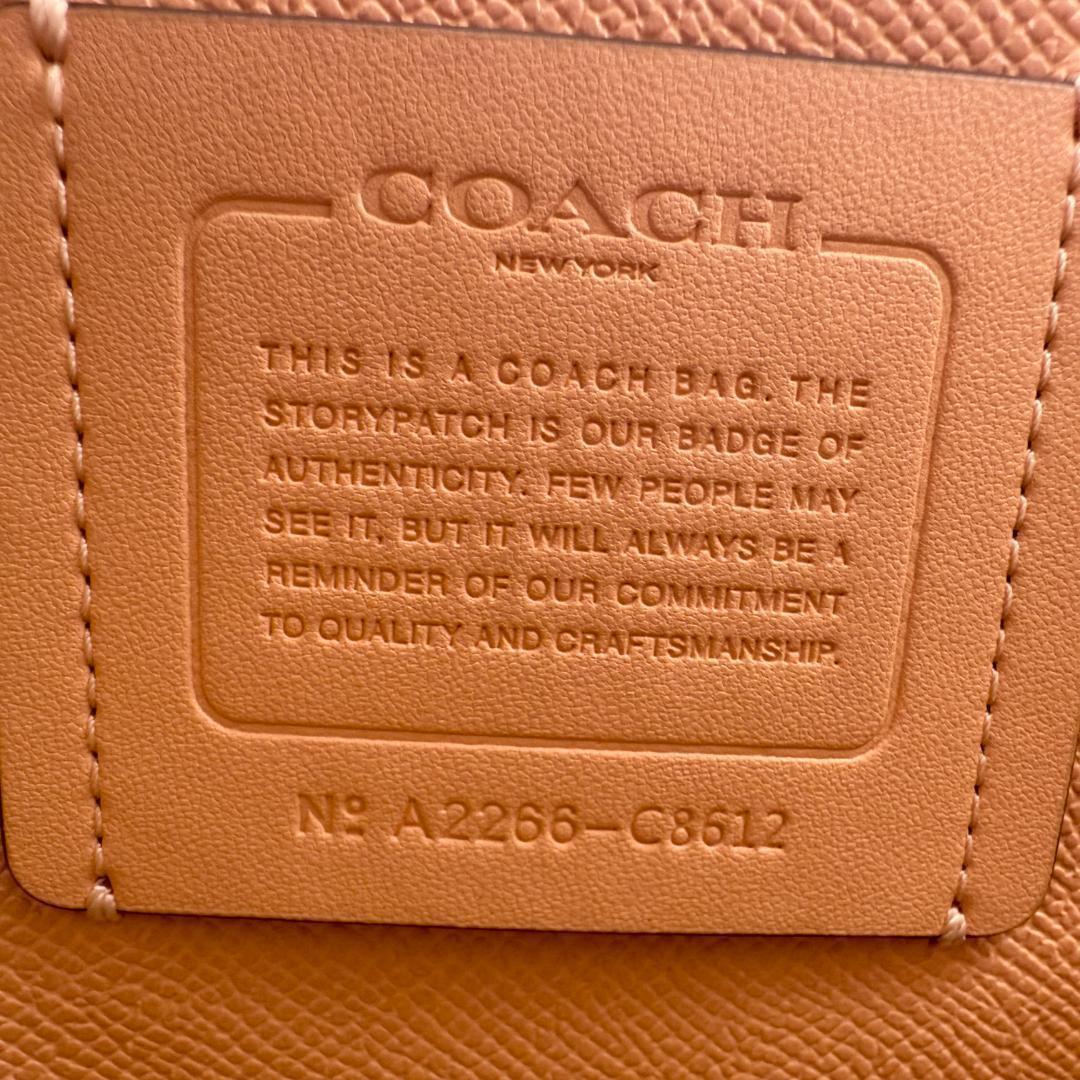 COACH
NEW YORK
THIS IS A COACH BAG. THE
STORYPATCH IS OUR BADGE OF
AUTHENTICITY. FEW PEOPLE MAY
SEE IT, BUT IT WILL ALWAYS BE A
REMINDER OF OUR COMMITMENT
TO QUALITY AND CRAFTSMANSHIP.
Nº A2266-C8612